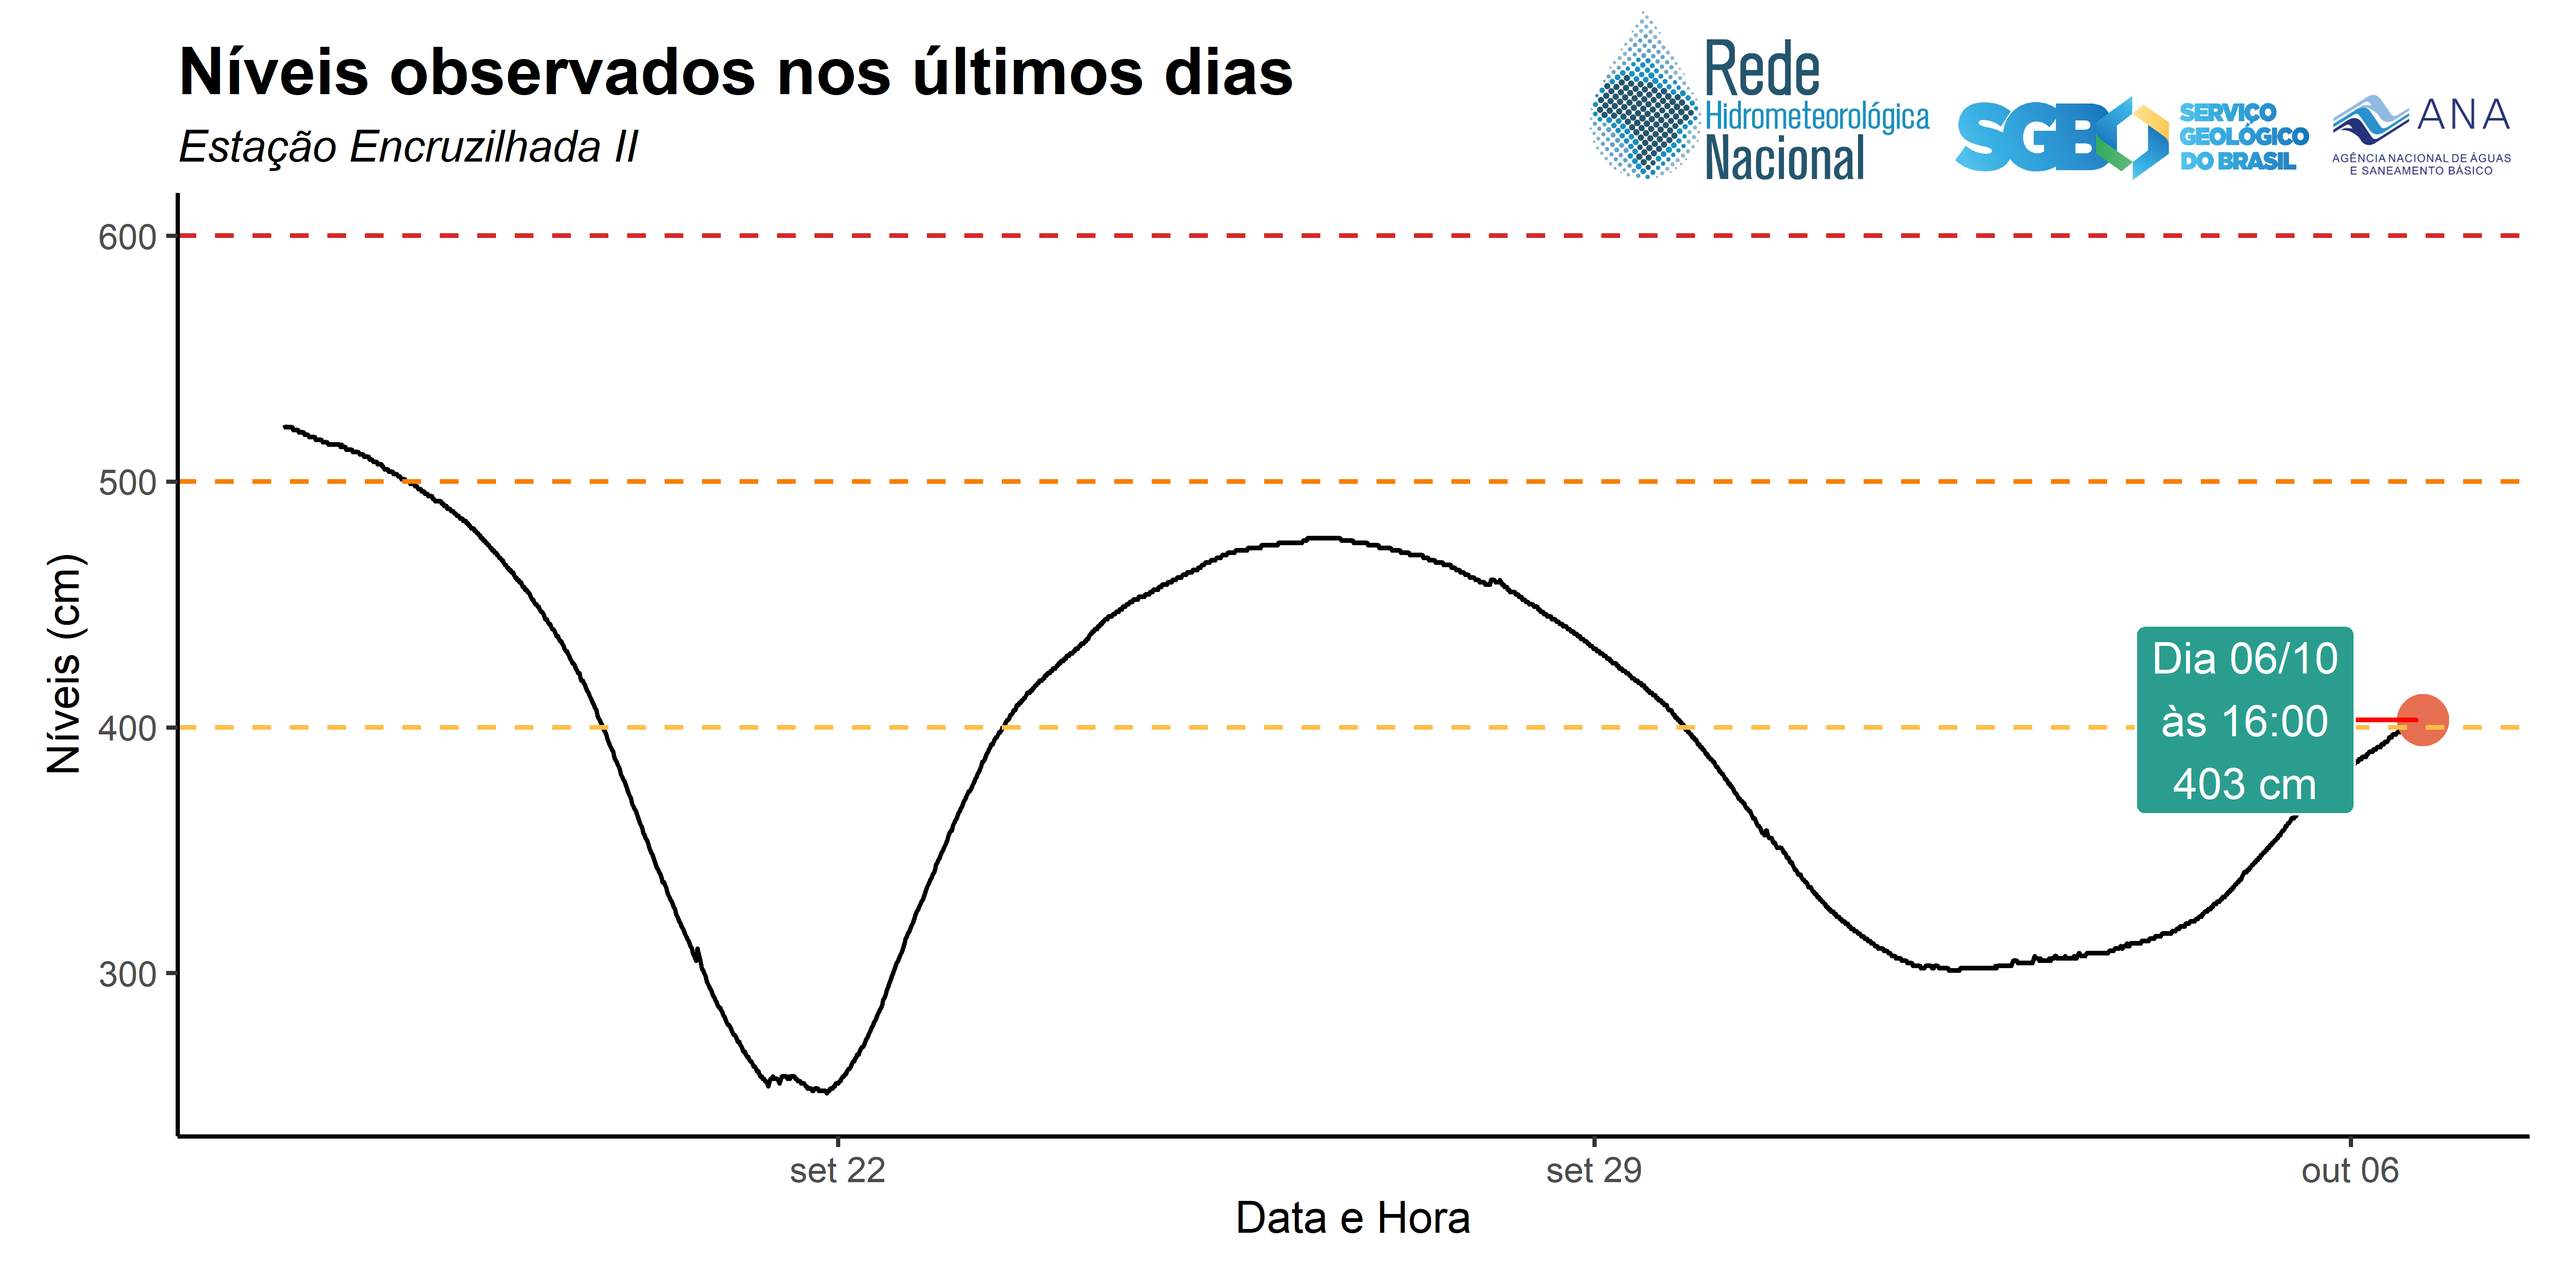 Níveis observados nos últimos dias
Estação Encruzilhada II
Rede
Hidrometeorológica
Nacional
SGB
SERVIÇO
GEOLÓGICO
DO BRASIL
ANA
AGÊNCIA NACIONAL DE ÁGUAS
E SANEAMENTO BÁSICO
Níveis (cm)
600
500
400
300
Dia 06/10
às 16:00
403 cm
set 22
set 29
out 06
Data e Hora